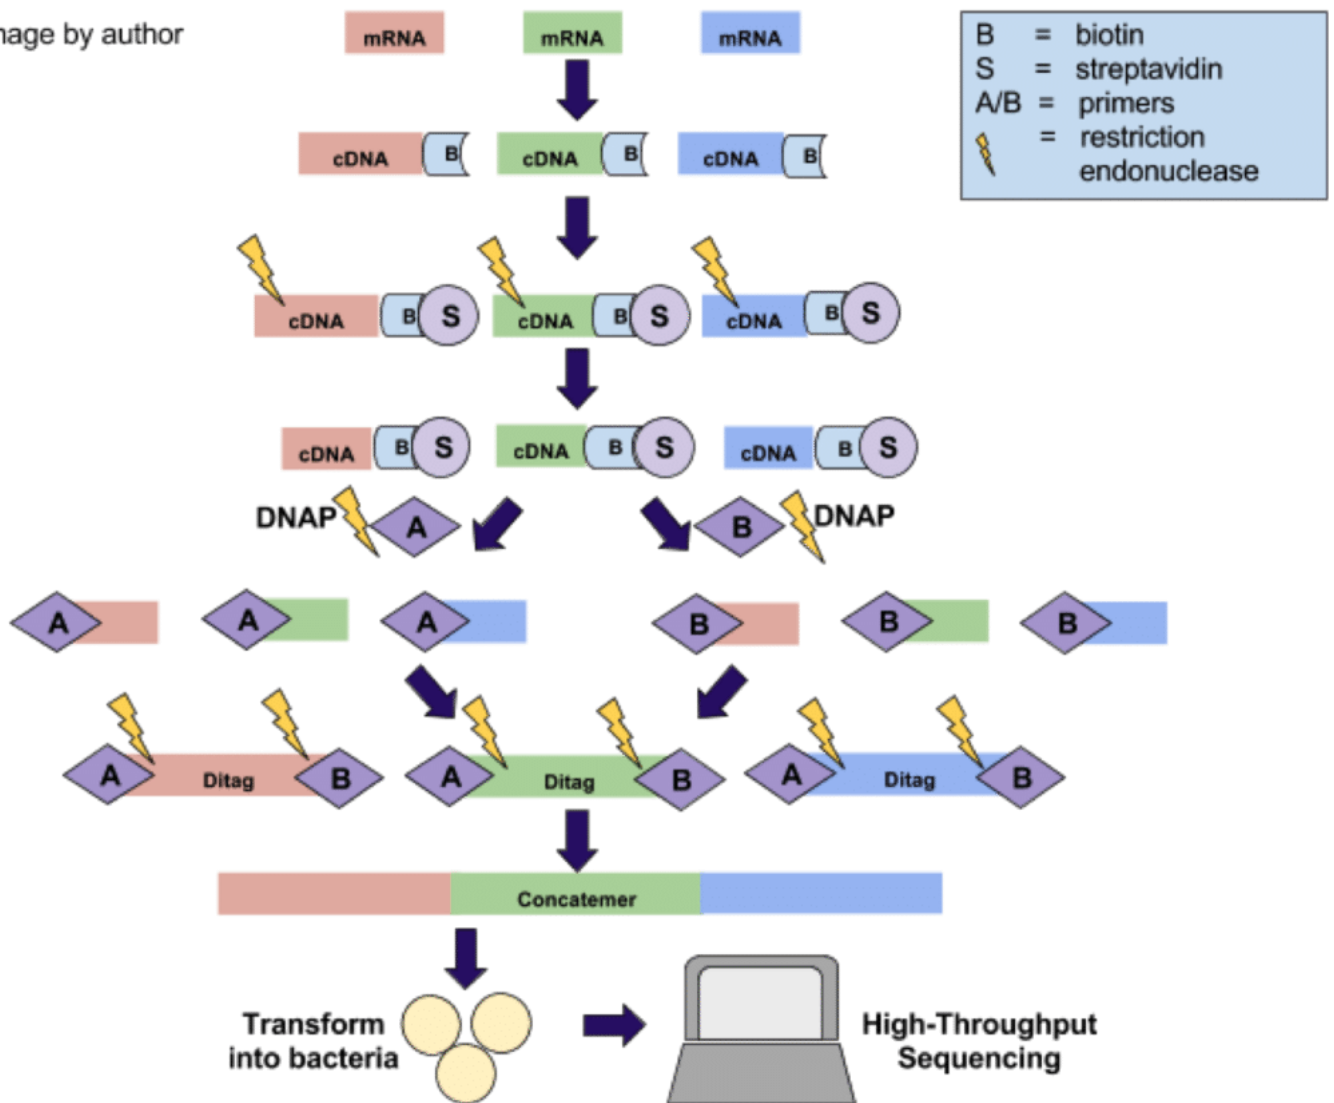 mage by author
mRNA mRNA mRNA
B = biotin
S = streptavidin
A/B = primers
= restriction
endonuclease
cDNA B cDNA B cDNA B
cDNA B S cDNA B S cDNA B S
cDNA B S cDNA B S cDNA B S
DNAP A B DNAP
A A A B B B
A Ditag B A Ditag B A Ditag B
Concatemer
Transform
into bacteria
High-Throughput
Sequencing